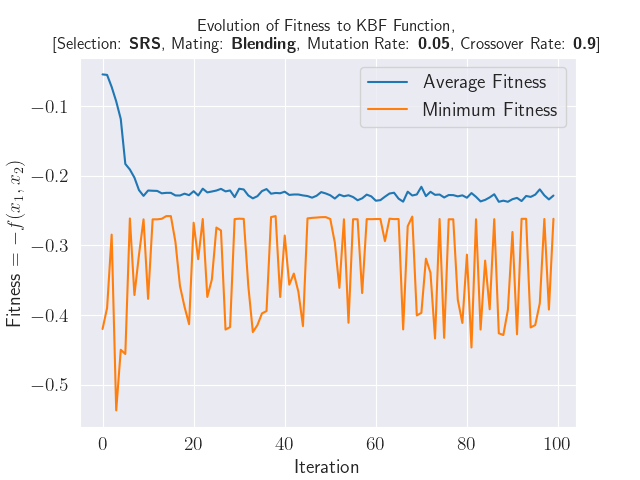 Evolution of Fitness to KBF Function,
[Selection: SRS, Mating: Blending, Mutation Rate: 0.05, Crossover Rate: 0.9]
Average Fitness
Minimum Fitness
Fitness = −f(x₁, x₂)
−0.1
−0.2
−0.3
−0.4
−0.5
0 20 40 60 80 100
Iteration